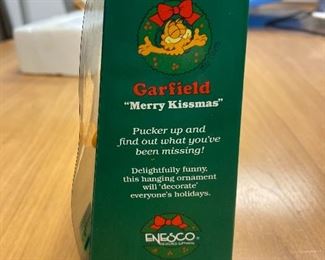 Garfield
"Merry Kissmas"
Pucker up and
find out what you've
been missing!
Delightfully funny,
this hanging ornament
will 'decorate'
everyone's holidays.
ENESCO®